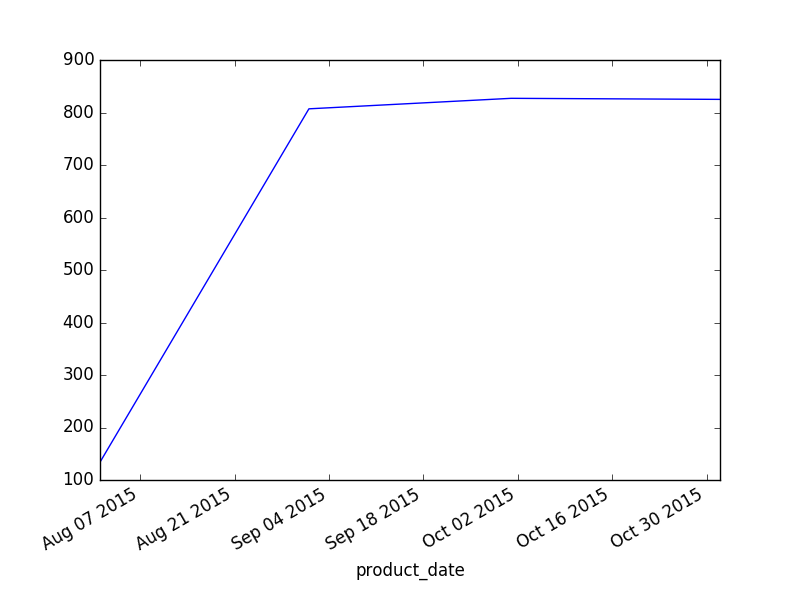 900
800
700
600
500
400
300
200
100
Aug 07 2015
Aug 21 2015
Sep 04 2015
Sep 18 2015
Oct 02 2015
Oct 16 2015
Oct 30 2015
product_date